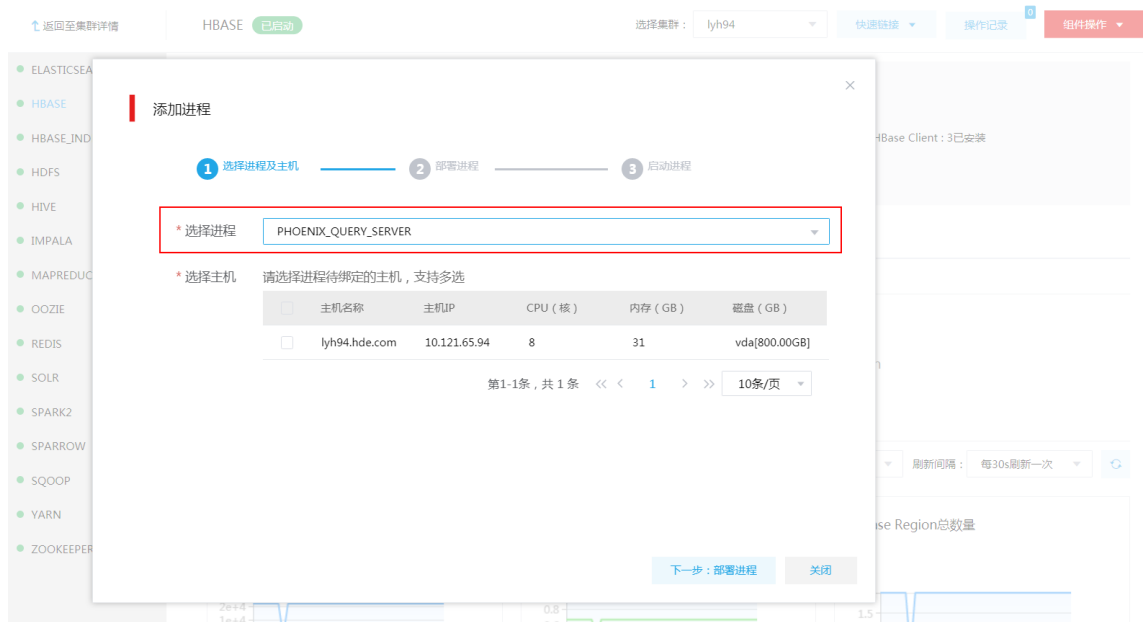 返回至集群详情
HBASE 已启动
选择集群： lyh94
快速链接
操作记录
0
组件操作
ELASTICSEA
HBASE
HBASE_IND
HDFS
HIVE
IMPALA
MAPREDUC
OOZIE
REDIS
SOLR
SPARK2
SPARROW
SQOOP
YARN
ZOOKEEPER
添加进程
1 选择进程及主机
2 部署进程
3 启动进程
* 选择进程 PHOENIX_QUERY_SERVER
* 选择主机 请选择进程待绑定的主机，支持多选
主机名称 主机IP CPU（核） 内存（GB） 磁盘（GB）
lyh94.hde.com 10.121.65.94 8 31 vda[800.00GB]
第1-1条，共 1 条 1 10条/页
下一步：部署进程 关闭
HBase Client : 3已安装
刷新间隔： 每30s刷新一次
ase Region总数量
2e+4
0.8
1.5